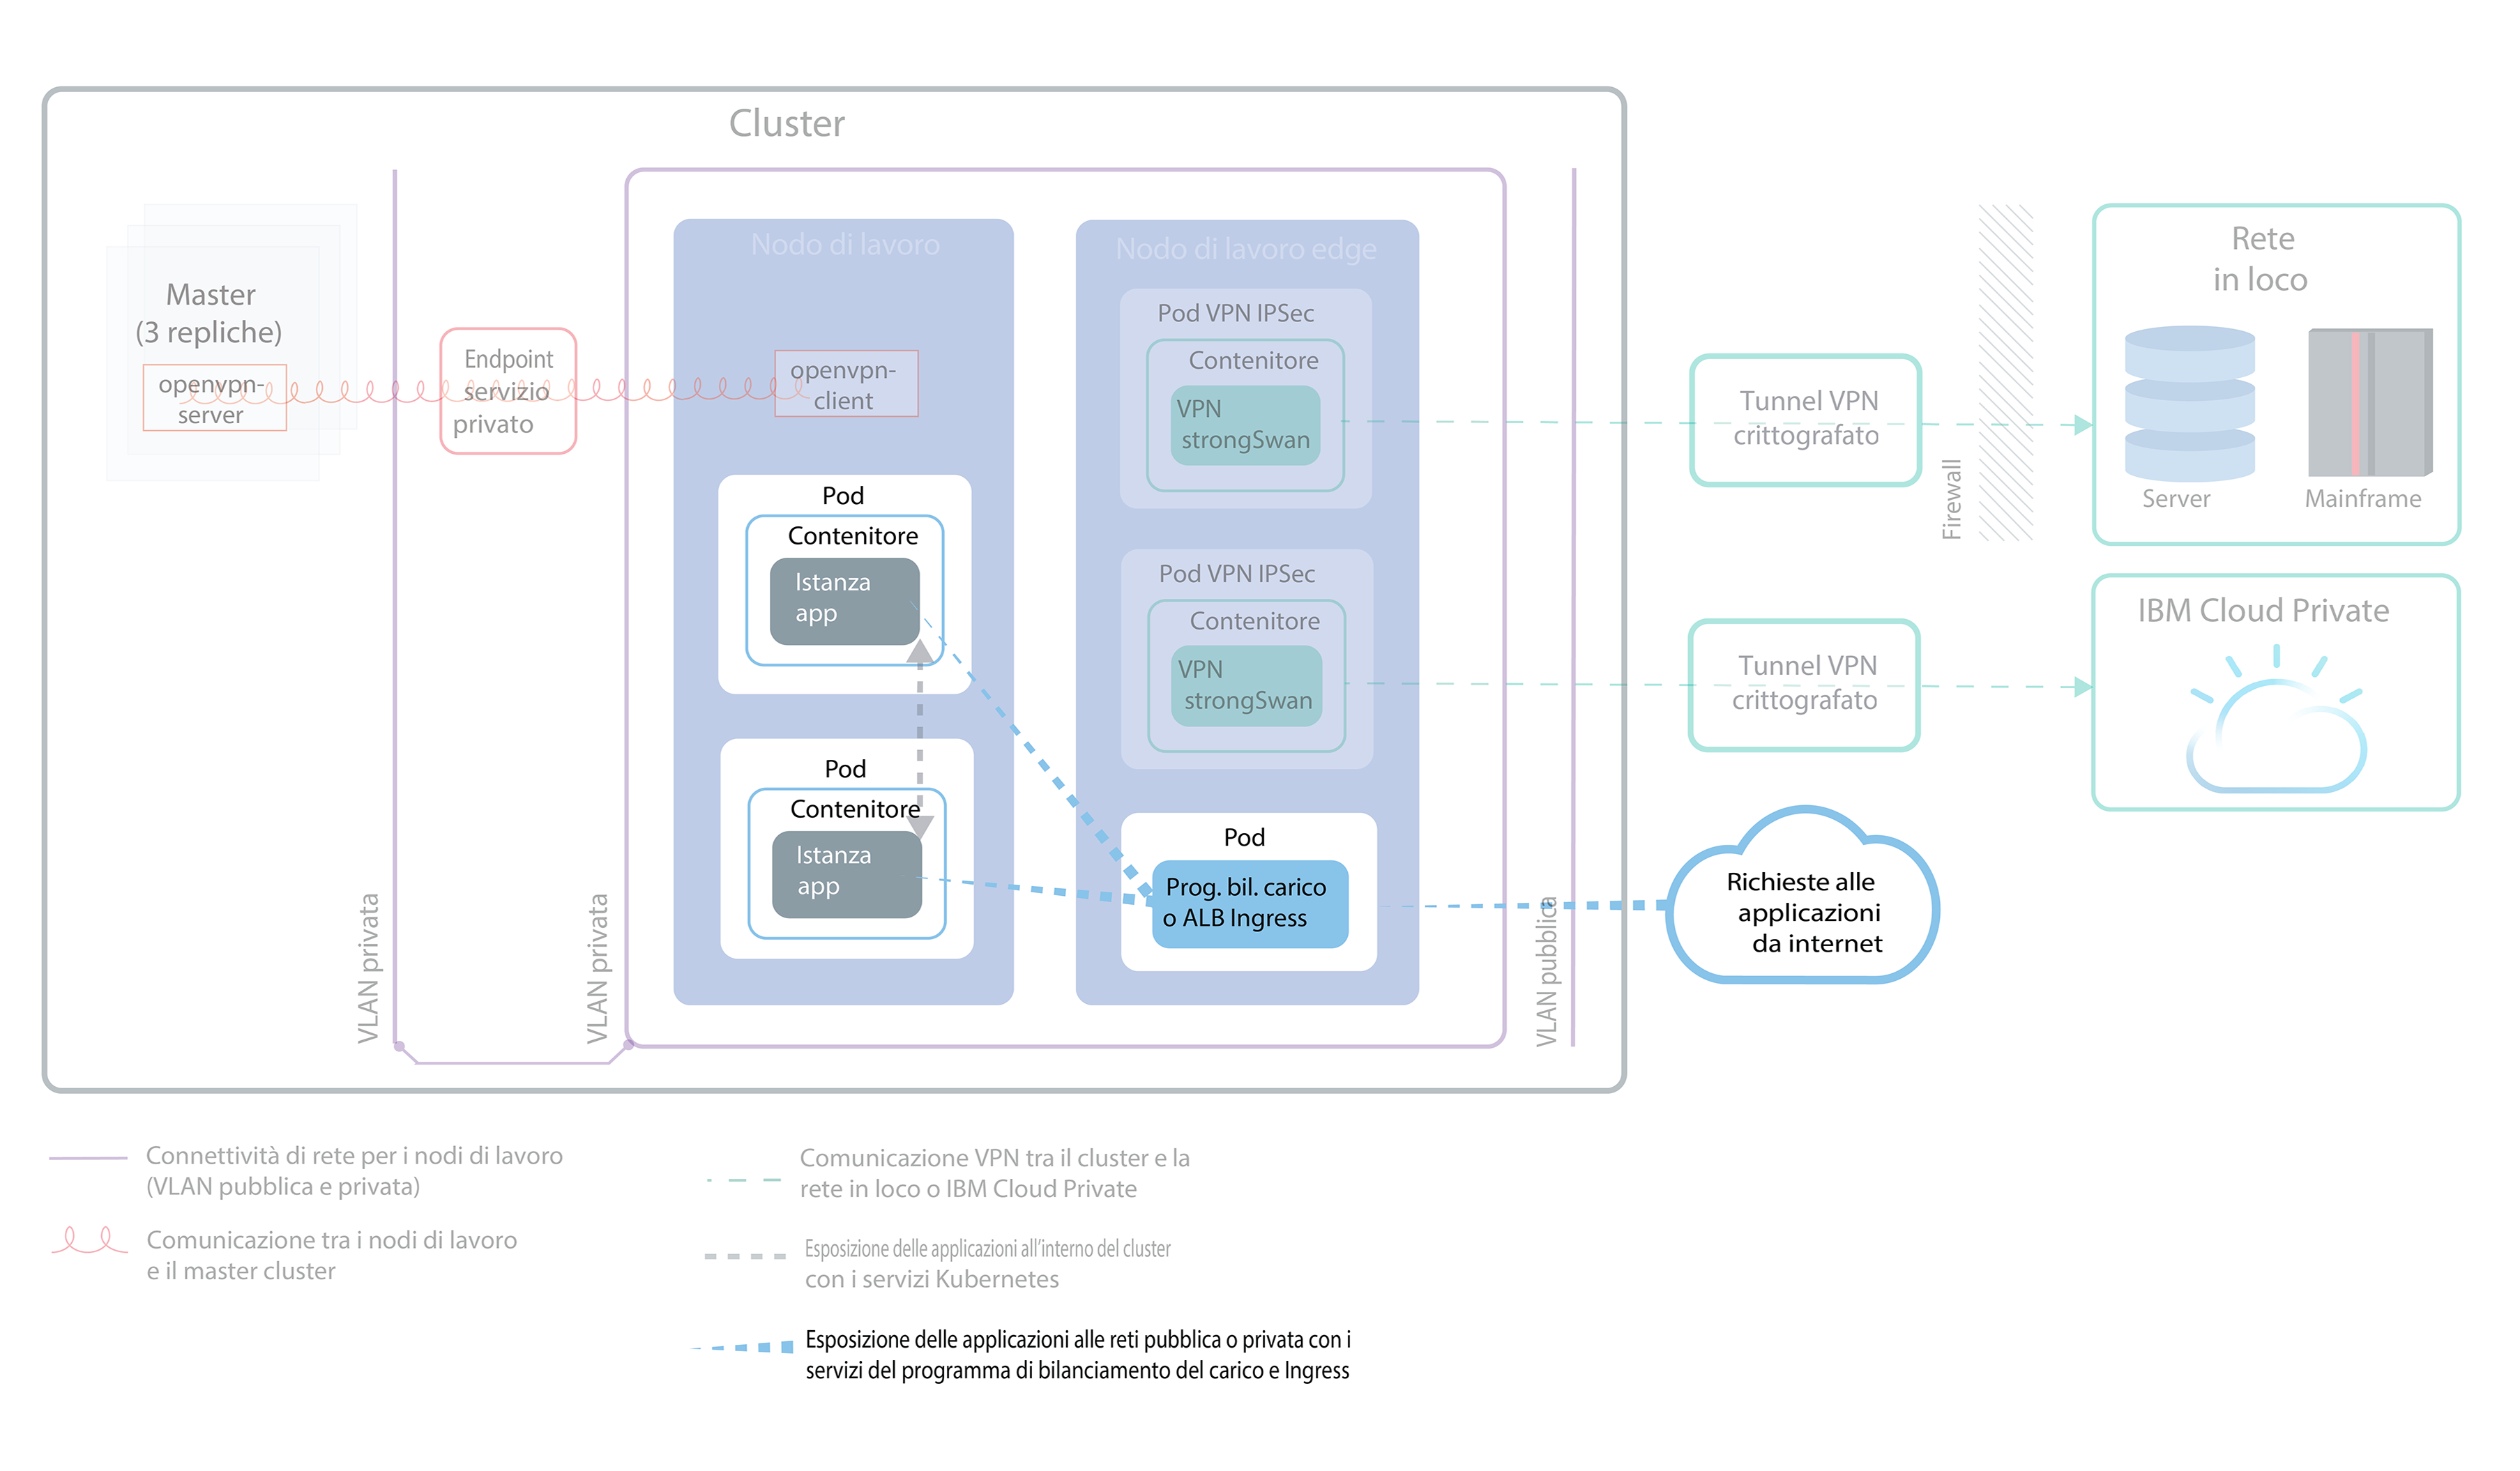 Cluster
Master
(3 repliche)
openvpn-
server
Endpoint
servizio
privato
VLAN privata
VLAN privata
Nodo di lavoro
openvpn-
client
Pod
Contenitore
Istanza
app
Pod
Contenitore
Istanza
app
Nodo di lavoro edge
Pod VPN IPSec
Contenitore
VPN
strongSwan
Pod VPN IPSec
Contenitore
VPN
strongSwan
Pod
Prog. bil. carico
o ALB Ingress
VLAN pubblica
Tunnel VPN
crittografato
Firewall
Rete
in loco
Server
Mainframe
Tunnel VPN
crittografato
IBM Cloud Private
Richieste alle
applicazioni
da internet
Connettività di rete per i nodi di lavoro
(VLAN pubblica e privata)
Comunicazione tra i nodi di lavoro
e il master cluster
Comunicazione VPN tra il cluster e la
rete in loco o IBM Cloud Private
Esposizione delle applicazioni all'interno del cluster
con i servizi Kubernetes
Esposizione delle applicazioni alle reti pubblica o privata con i
servizi del programma di bilanciamento del carico e Ingress